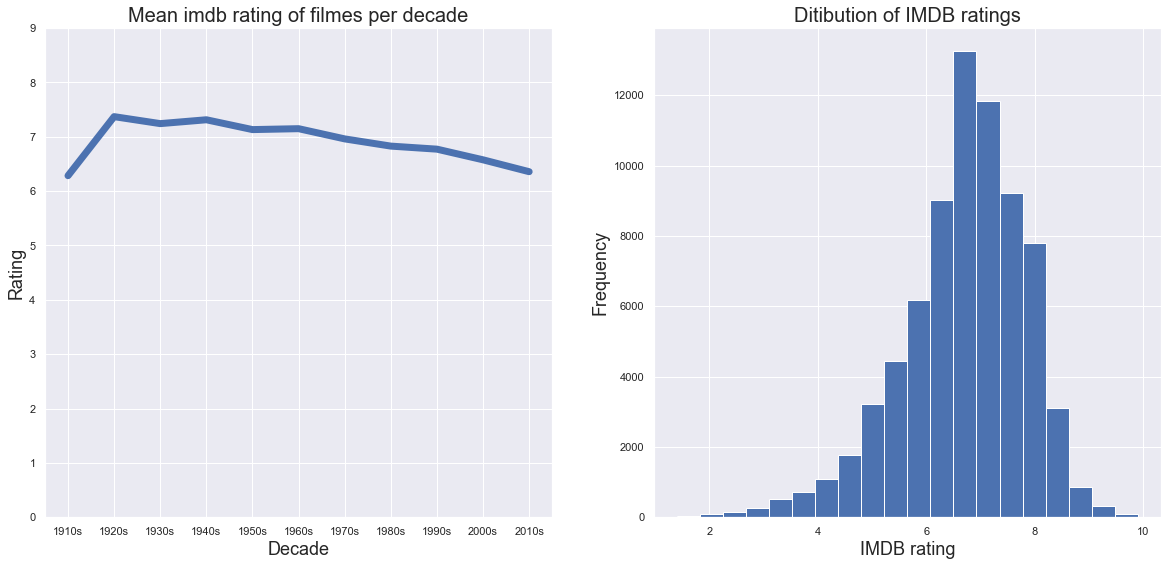 Mean imdb rating of filmes per decade
9
8
7
6
5
4
3
2
1
0
Rating
1910s 1920s 1930s 1940s 1950s 1960s 1970s 1980s 1990s 2000s 2010s
Decade
Ditibution of IMDB ratings
12000
10000
8000
6000
4000
2000
0
Frequency
2 4 6 8 10
IMDB rating